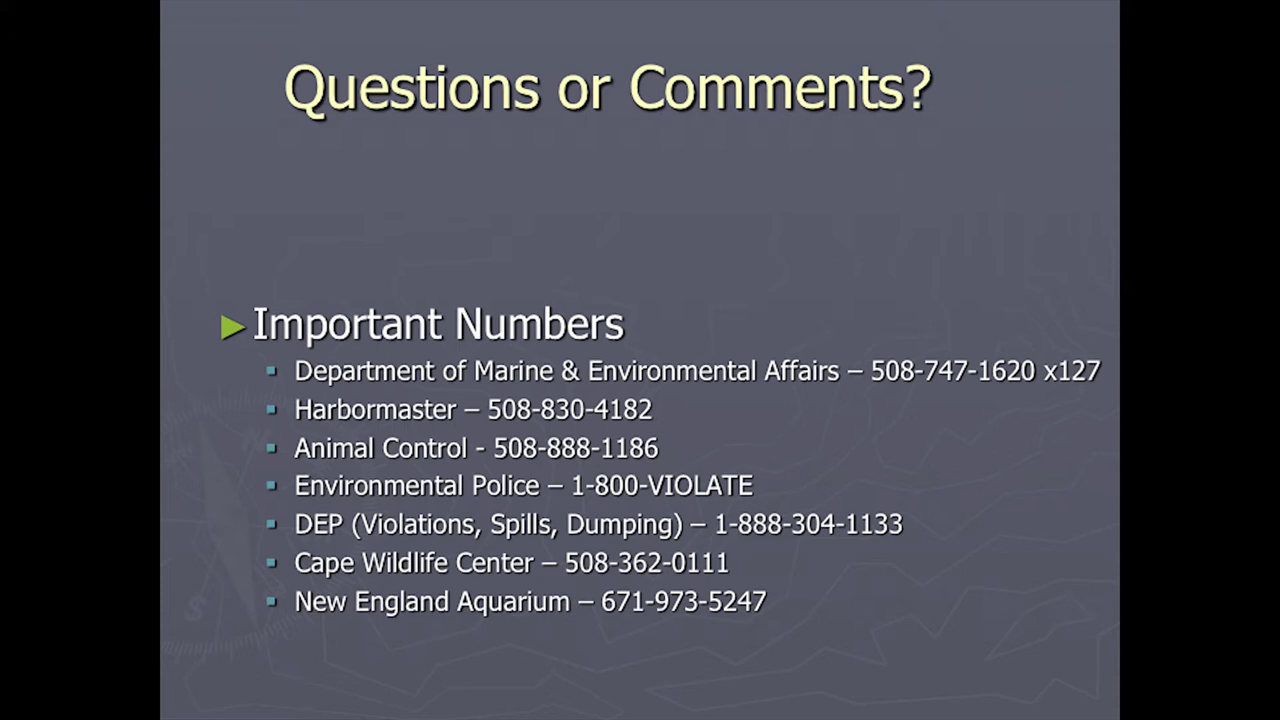 Questions or Comments?
Important Numbers
Department of Marine & Environmental Affairs – 508-747-1620 x127
Harbormaster – 508-830-4182
Animal Control - 508-888-1186
Environmental Police – 1-800-VIOLATE
DEP (Violations, Spills, Dumping) – 1-888-304-1133
Cape Wildlife Center – 508-362-0111
New England Aquarium – 671-973-5247
S